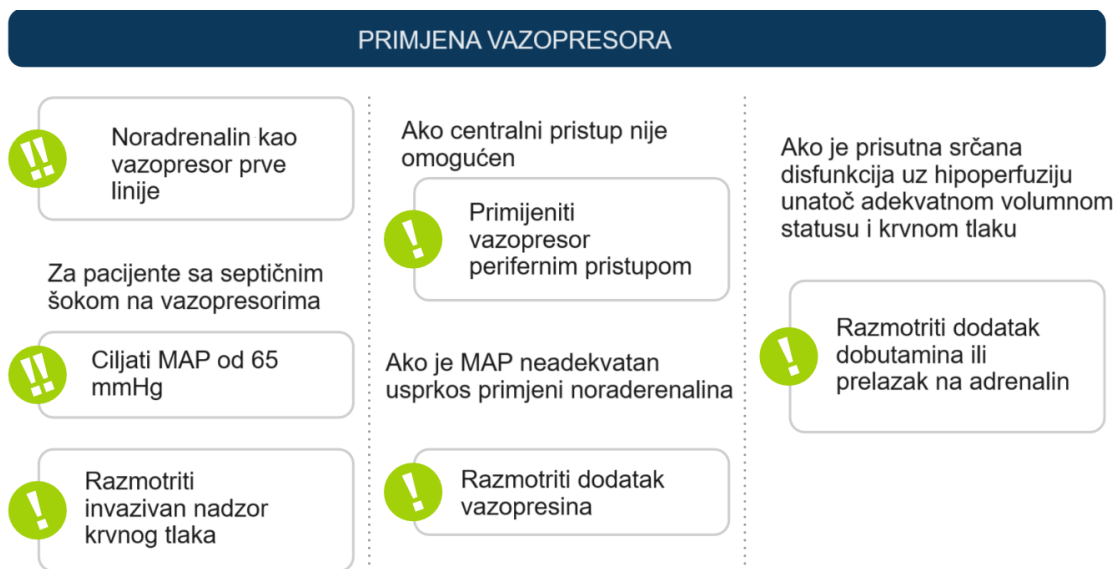 PRIMJENA VAZOPRESORA
Noradrenalin kao
vazopresor prve
linije
Za pacijente sa septičnim
šokom na vazopresorima
Ciljati MAP od 65
mmHg
Razmotriti
invazivan nadzor
krvnog tlaka
Ako centralni pristup nije
omogućen
Primijeniti
vazopresor
perifernim pristupom
Ako je MAP neadekvatan
usprkos primjeni noraderenalina
Razmotriti dodatak
vazopresina
Ako je prisutna srčana
disfunkcija uz hipoperfuziju
unatoč adekvatnom volumnom
statusu i krvnom tlaku
Razmotriti dodatak
dobutamina ili
prelazak na adrenalin